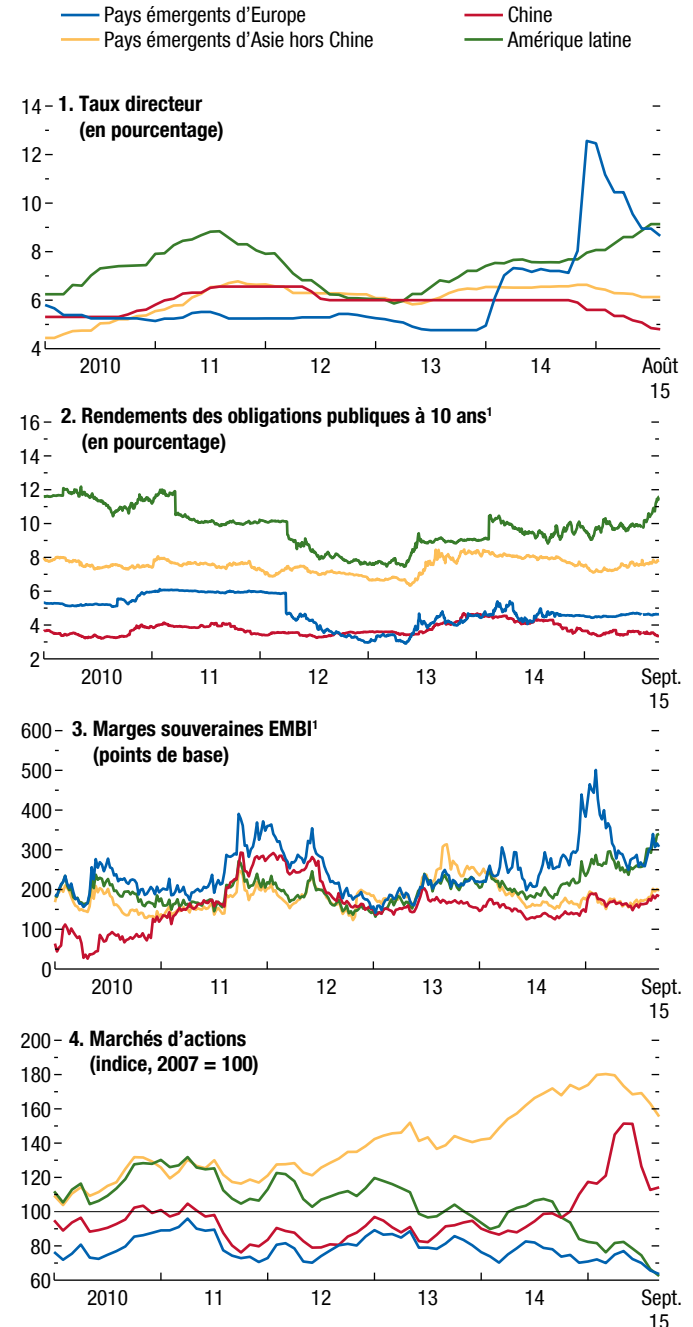 Pays émergents d’Europe
Chine
Pays émergents d’Asie hors Chine
Amérique latine
1. Taux directeur
(en pourcentage)
14
12
10
8
6
4
2010 11 12 13 14 Août
15
2. Rendements des obligations publiques à 10 ans¹
(en pourcentage)
16
14
12
10
8
6
4
2
2010 11 12 13 14 Sept.
15
3. Marges souveraines EMBI¹
(points de base)
600
500
400
300
200
100
0
2010 11 12 13 14 Sept.
15
4. Marchés d’actions
(indice, 2007 = 100)
200
180
160
140
120
100
80
60
2010 11 12 13 14 Sept.
15